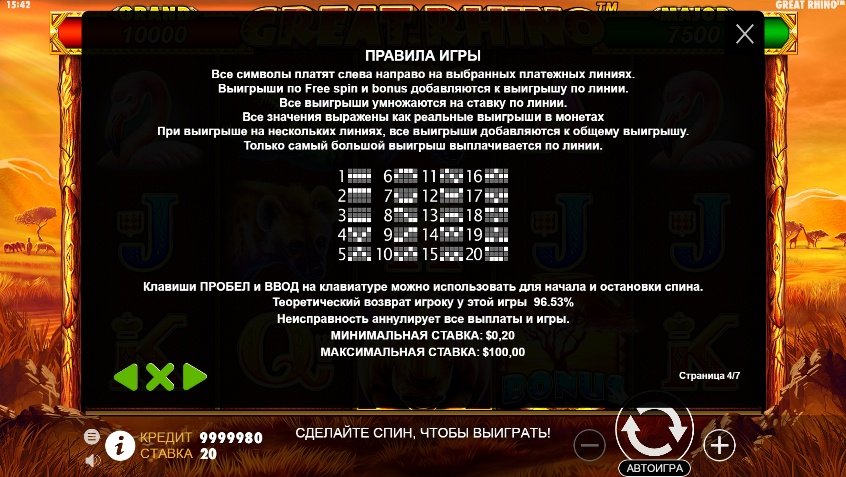 15:42
GREAT RHINO™
GRAND
GREAT RHINO™
MAJOR
10000
7500
ПРАВИЛА ИГРЫ
Все символы платят слева направо на выбранных платежных линиях.
Выигрыши по Free spin и bonus добавляются к выигрышу по линии.
Все выигрыши умножаются на ставку по линии.
Все значения выражены как реальные выигрыши в монетах
При выигрыше на нескольких линиях, все выигрыши добавляются к общему выигрышу.
Только самый большой выигрыш выплачивается по линии.
1 6 11 16
2 7 12 17
3 8 13 18
4 9 14 19
5 10 15 20
Клавиши ПРОБЕЛ и ВВОД на клавиатуре можно использовать для начала и остановки спина.
Теоретический возврат игроку у этой игры 96.53%
Неисправность аннулирует все выплаты и игры.
МИНИМАЛЬНАЯ СТАВКА: $0,20
МАКСИМАЛЬНАЯ СТАВКА: $100,00
Страница 4/7
BONUS
КРЕДИТ 9999980
СТАВКА 20
СДЕЛАЙТЕ СПИН, ЧТОБЫ ВЫИГРАТЬ!
АВТОИГРА